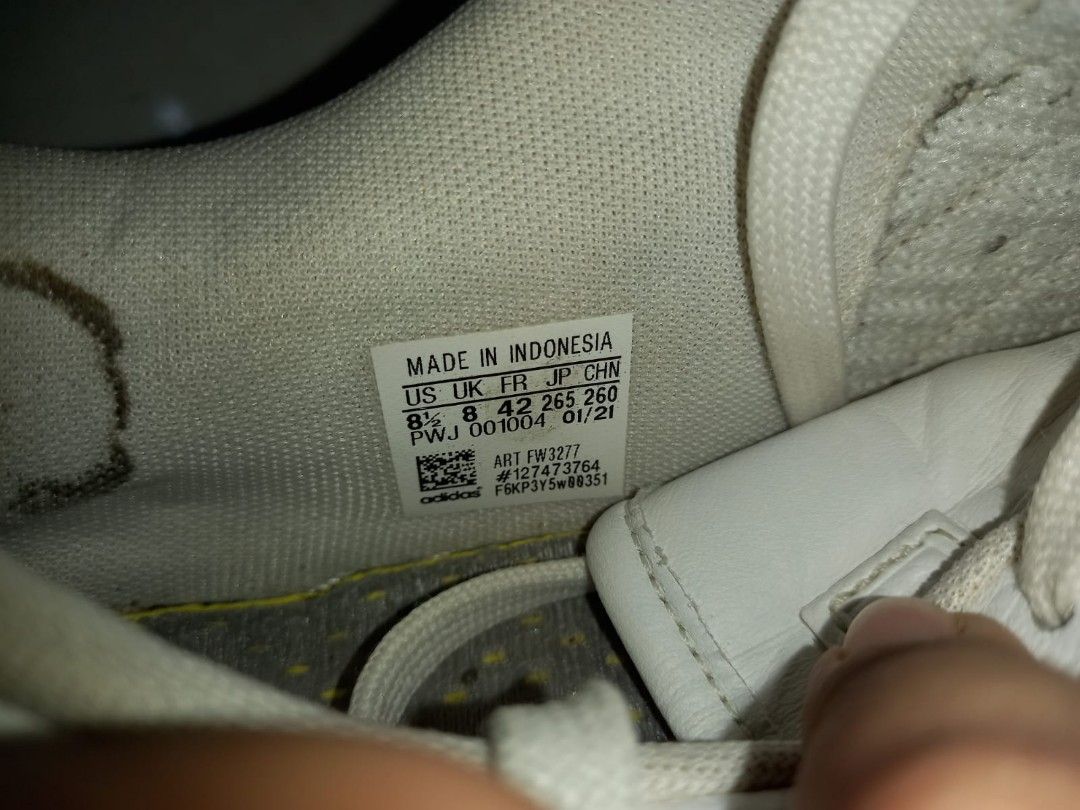 MADE IN INDONESIA
US UK FR JP CHN
8½ 8 42 265 260
PWJ 001004 01/21
ART FW3277
#127473764
F6KP3Y5w00351
adidas